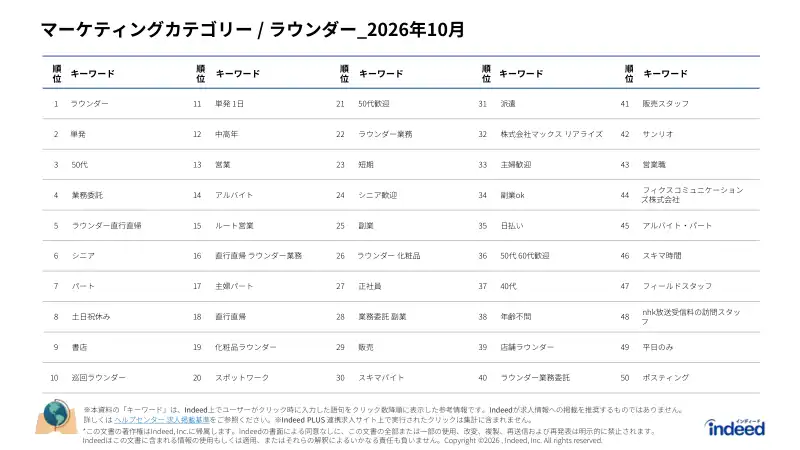 マーケティングカテゴリー / ラウンダー_2026年10月
順位 キーワード 順位 キーワード 順位 キーワード 順位 キーワード 順位 キーワード
1 ラウンダー 11 単発 1日 21 50代歓迎 31 派遣 41 販売スタッフ
2 単発 12 中高年 22 ラウンダー業務 32 株式会社マックス リアライズ 42 サンリオ
3 50代 13 営業 23 短期 33 主婦歓迎 43 営業職
4 業務委託 14 アルバイト 24 シニア歓迎 34 副業ok 44 フィクスコミュニケーションズ株式会社
5 ラウンダー直行直帰 15 ルート営業 25 副業 35 日払い 45 アルバイト・パート
6 シニア 16 直行直帰 ラウンダー業務 26 ラウンダー 化粧品 36 50代 60代歓迎 46 スキマ時間
7 パート 17 主婦パート 27 正社員 37 40代 47 フィールドスタッフ
8 土日祝休み 18 直行直帰 28 業務委託 副業 38 年齢不問 48 nhk放送受信料の訪問スタッフ
9 書店 19 化粧品ラウンダー 29 販売 39 店舗ラウンダー 49 平日のみ
10 巡回ラウンダー 20 スポットワーク 30 スキマバイト 40 ラウンダー業務委託 50 ポスティング
※本資料の「キーワード」は、Indeed上でユーザーがクリック時に入力した語句をクリック数降順に表示した参考情報です。Indeedが求人情報への掲載を推奨するものではありません。
詳しくは ヘルプセンター 求人掲載基準をご参照ください。※Indeed PLUS 連携求人サイト上で実行されたクリックは集計に含まれません。
*この文書の著作権はIndeed, Inc.に帰属します。Indeedの書面による同意なしに、この文書の全部または一部の使用、改変、複製、再送信および再発表は明示的に禁止されます。
Indeedはこの文書に含まれる情報の使用もしくは適用、またはそれらの解釈によるいかなる責任も負いません。Copyright ©2026 , Indeed, Inc. All rights reserved.
インディード
indeed